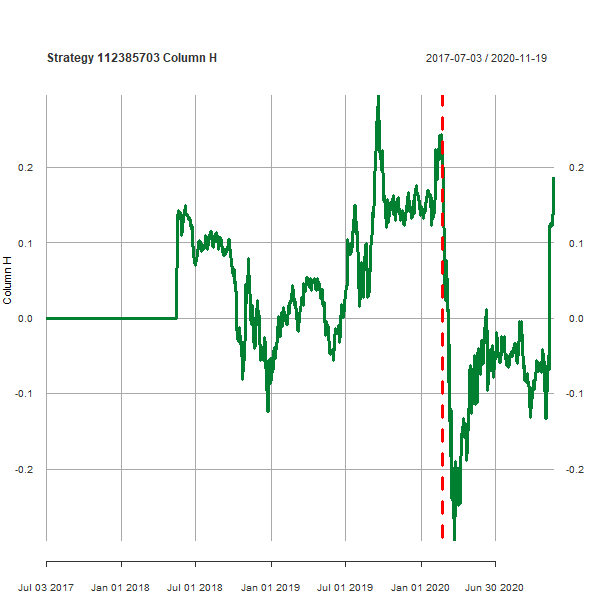 Strategy 112385703 Column H 2017-07-03 / 2020-11-19
0.2 0.2
0.1 0.1
0.0 0.0
-0.1 -0.1
-0.2 -0.2
Column H
Jul 03 2017 Jan 01 2018 Jul 01 2018 Jan 01 2019 Jul 01 2019 Jan 01 2020 Jun 30 2020